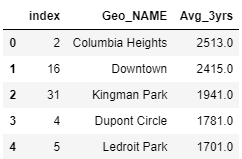 index Geo_NAME Avg_3yrs
0 2 Columbia Heights 2513.0
1 16 Downtown 2415.0
2 31 Kingman Park 1941.0
3 4 Dupont Circle 1781.0
4 5 Ledroit Park 1701.0